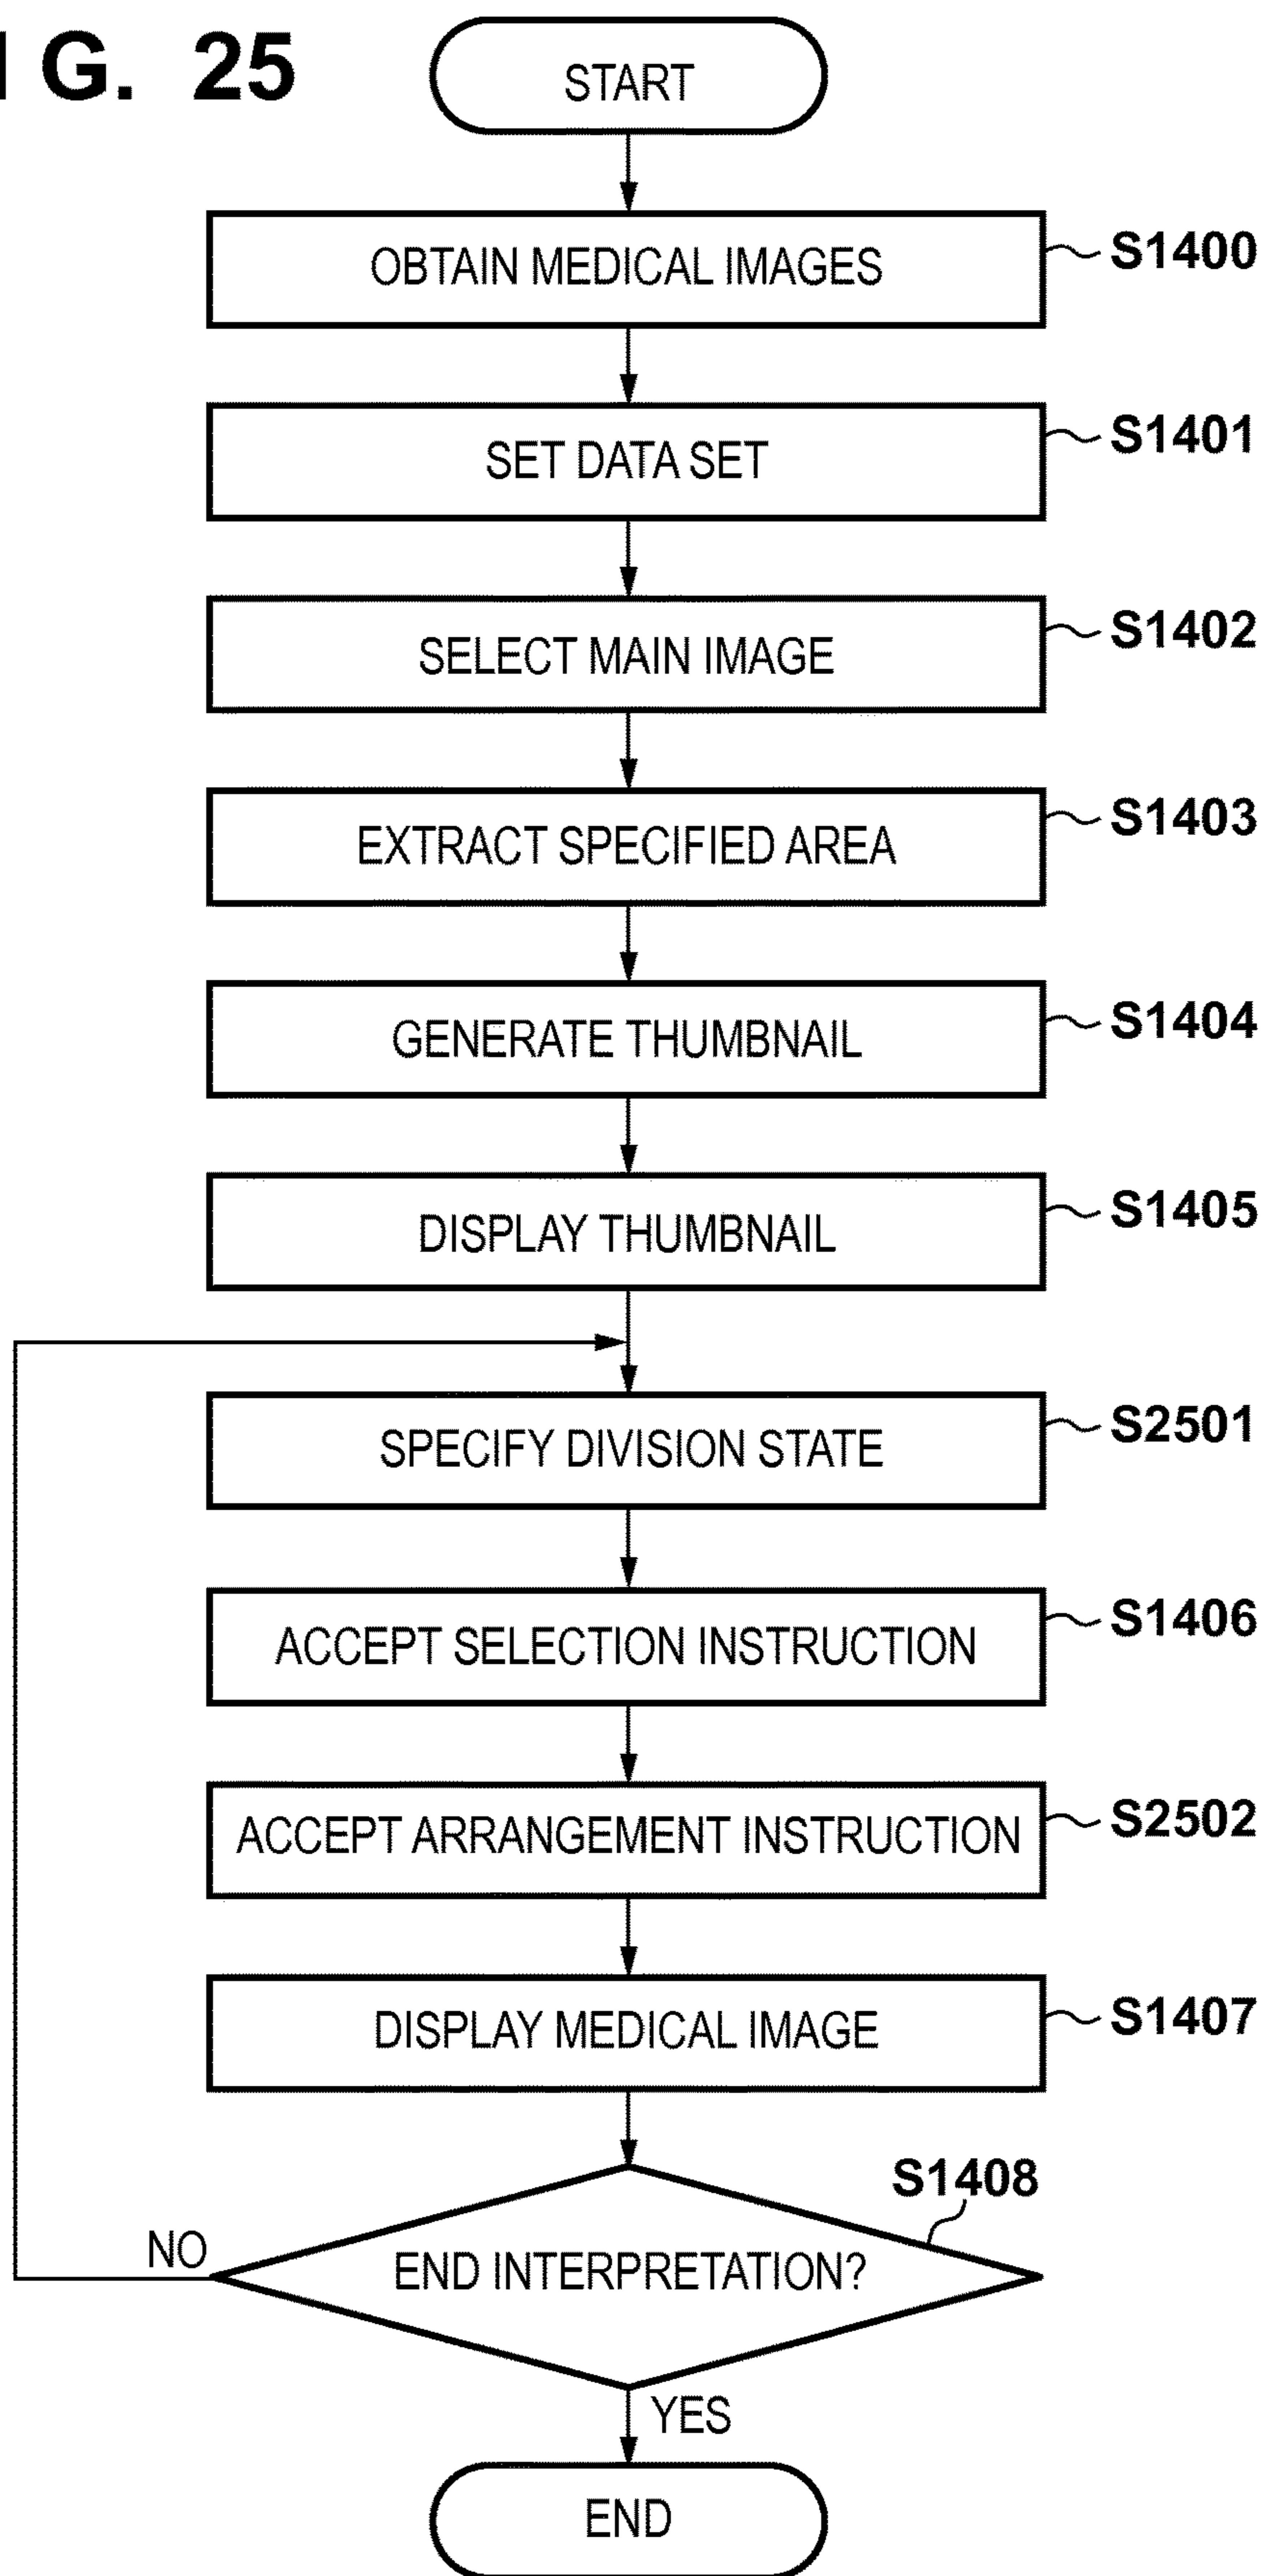 I G. 25
START
OBTAIN MEDICAL IMAGES
S1400
SET DATA SET
S1401
SELECT MAIN IMAGE
S1402
EXTRACT SPECIFIED AREA
S1403
GENERATE THUMBNAIL
S1404
DISPLAY THUMBNAIL
S1405
SPECIFY DIVISION STATE
S2501
ACCEPT SELECTION INSTRUCTION
S1406
ACCEPT ARRANGEMENT INSTRUCTION
S2502
DISPLAY MEDICAL IMAGE
S1407
S1408
NO
END INTERPRETATION?
YES
END